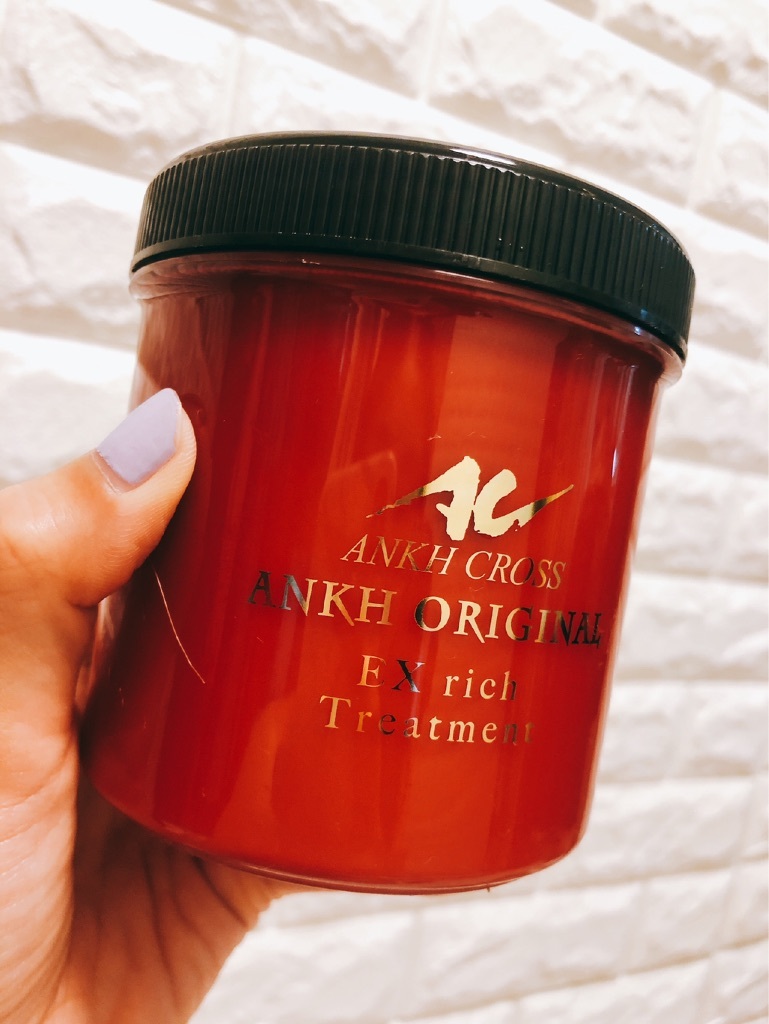 AC
ANKH CROSS
ANKH ORIGINAL
EX rich
Treatment